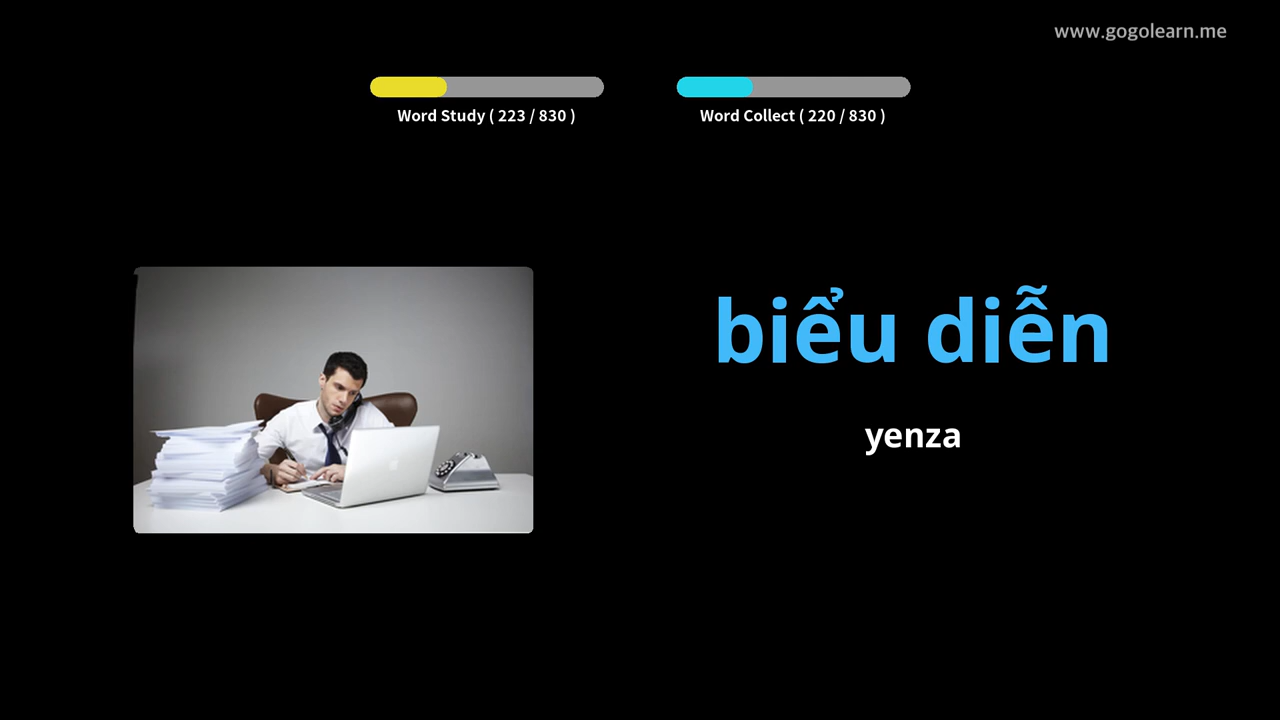 www.gogolearn.me
Word Study ( 223 / 830 )
Word Collect ( 220 / 830 )
biểu diễn
yenza